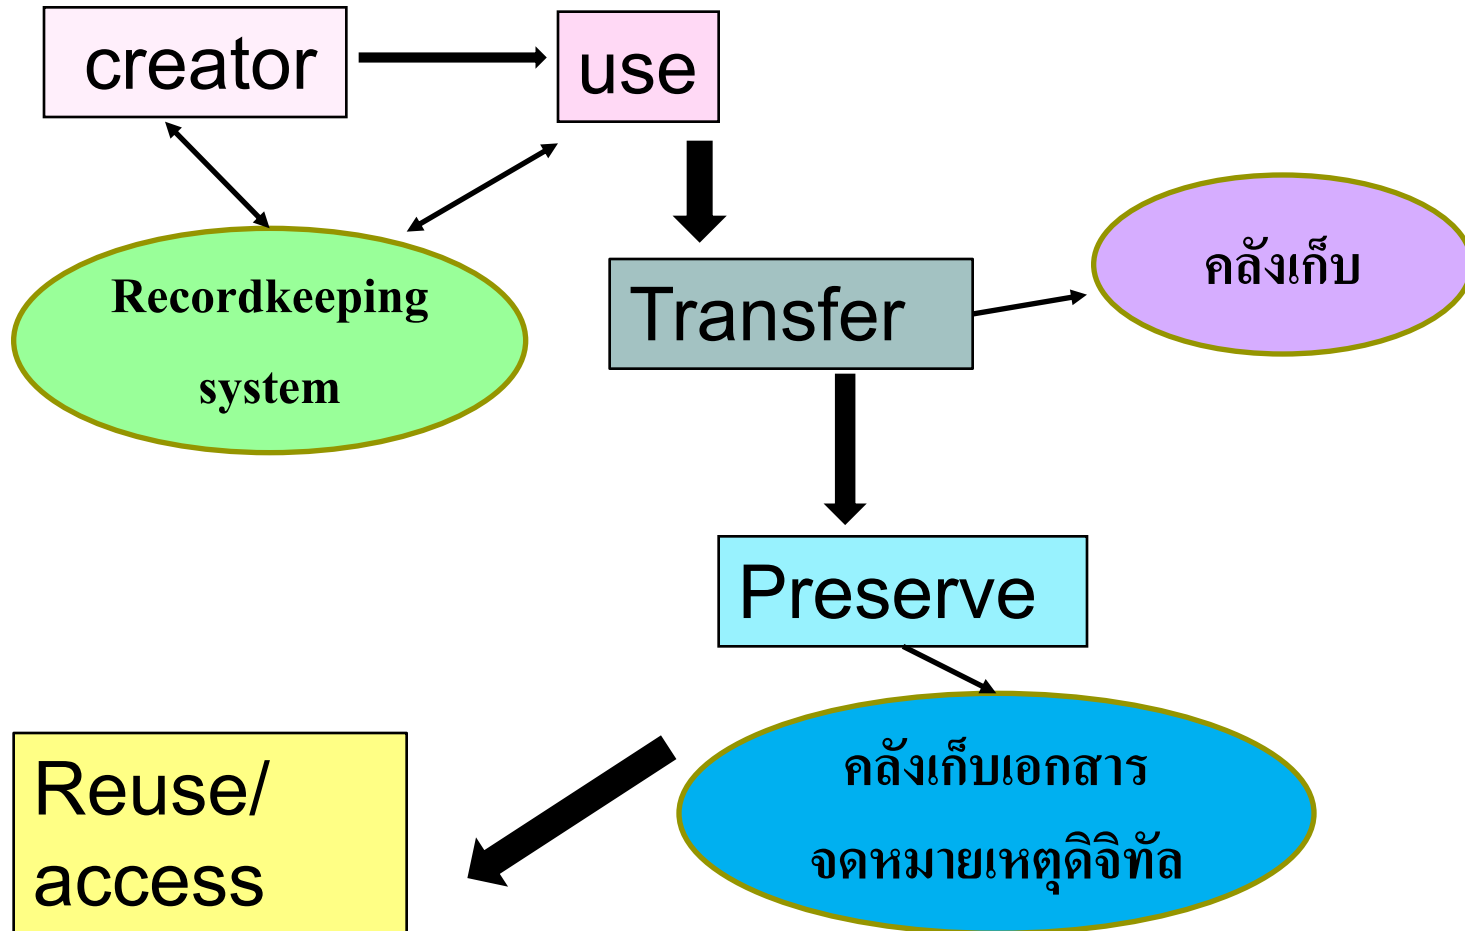 creator
use
Recordkeeping
system
Transfer
คลังเก็บ
Preserve
คลังเก็บเอกสาร
จดหมายเหตุดิจิทัล
Reuse/
access